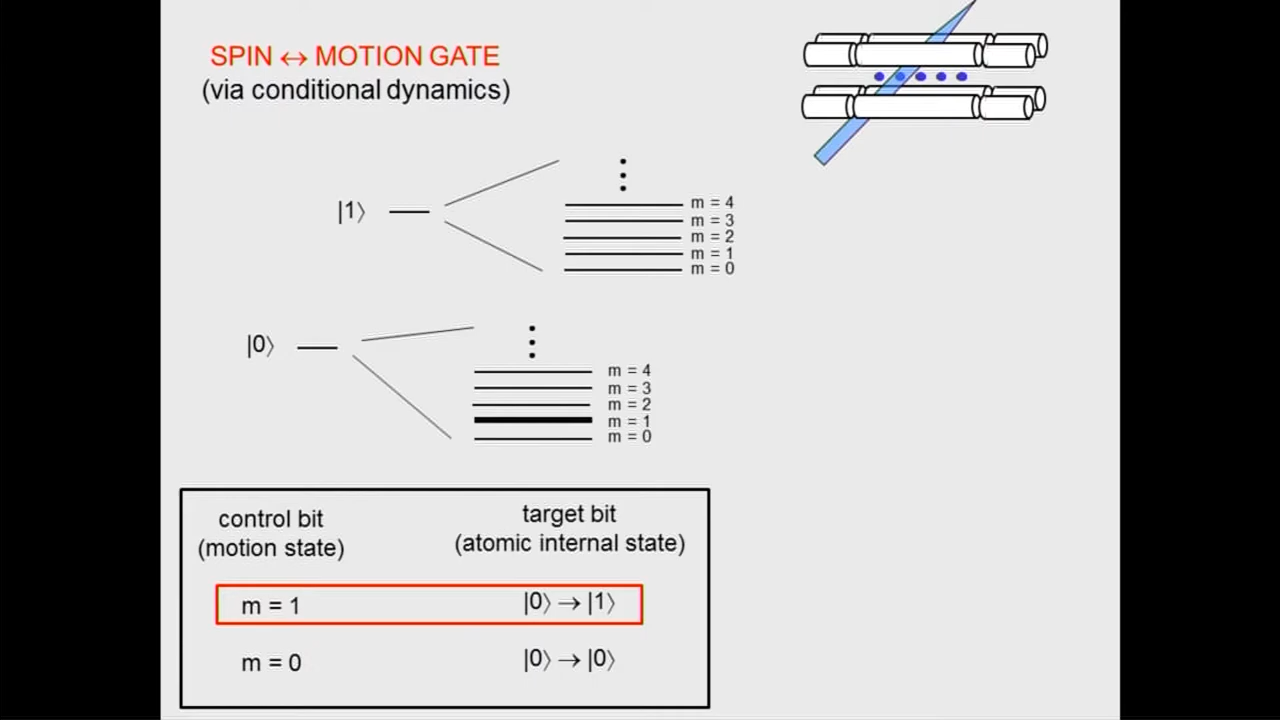 SPIN ↔ MOTION GATE
(via conditional dynamics)
|1⟩
m = 4
m = 3
m = 2
m = 1
m = 0
|0⟩
m = 4
m = 3
m = 2
m = 1
m = 0
control bit
(motion state)
target bit
(atomic internal state)
m = 1 |0⟩ → |1⟩
m = 0 |0⟩ → |0⟩